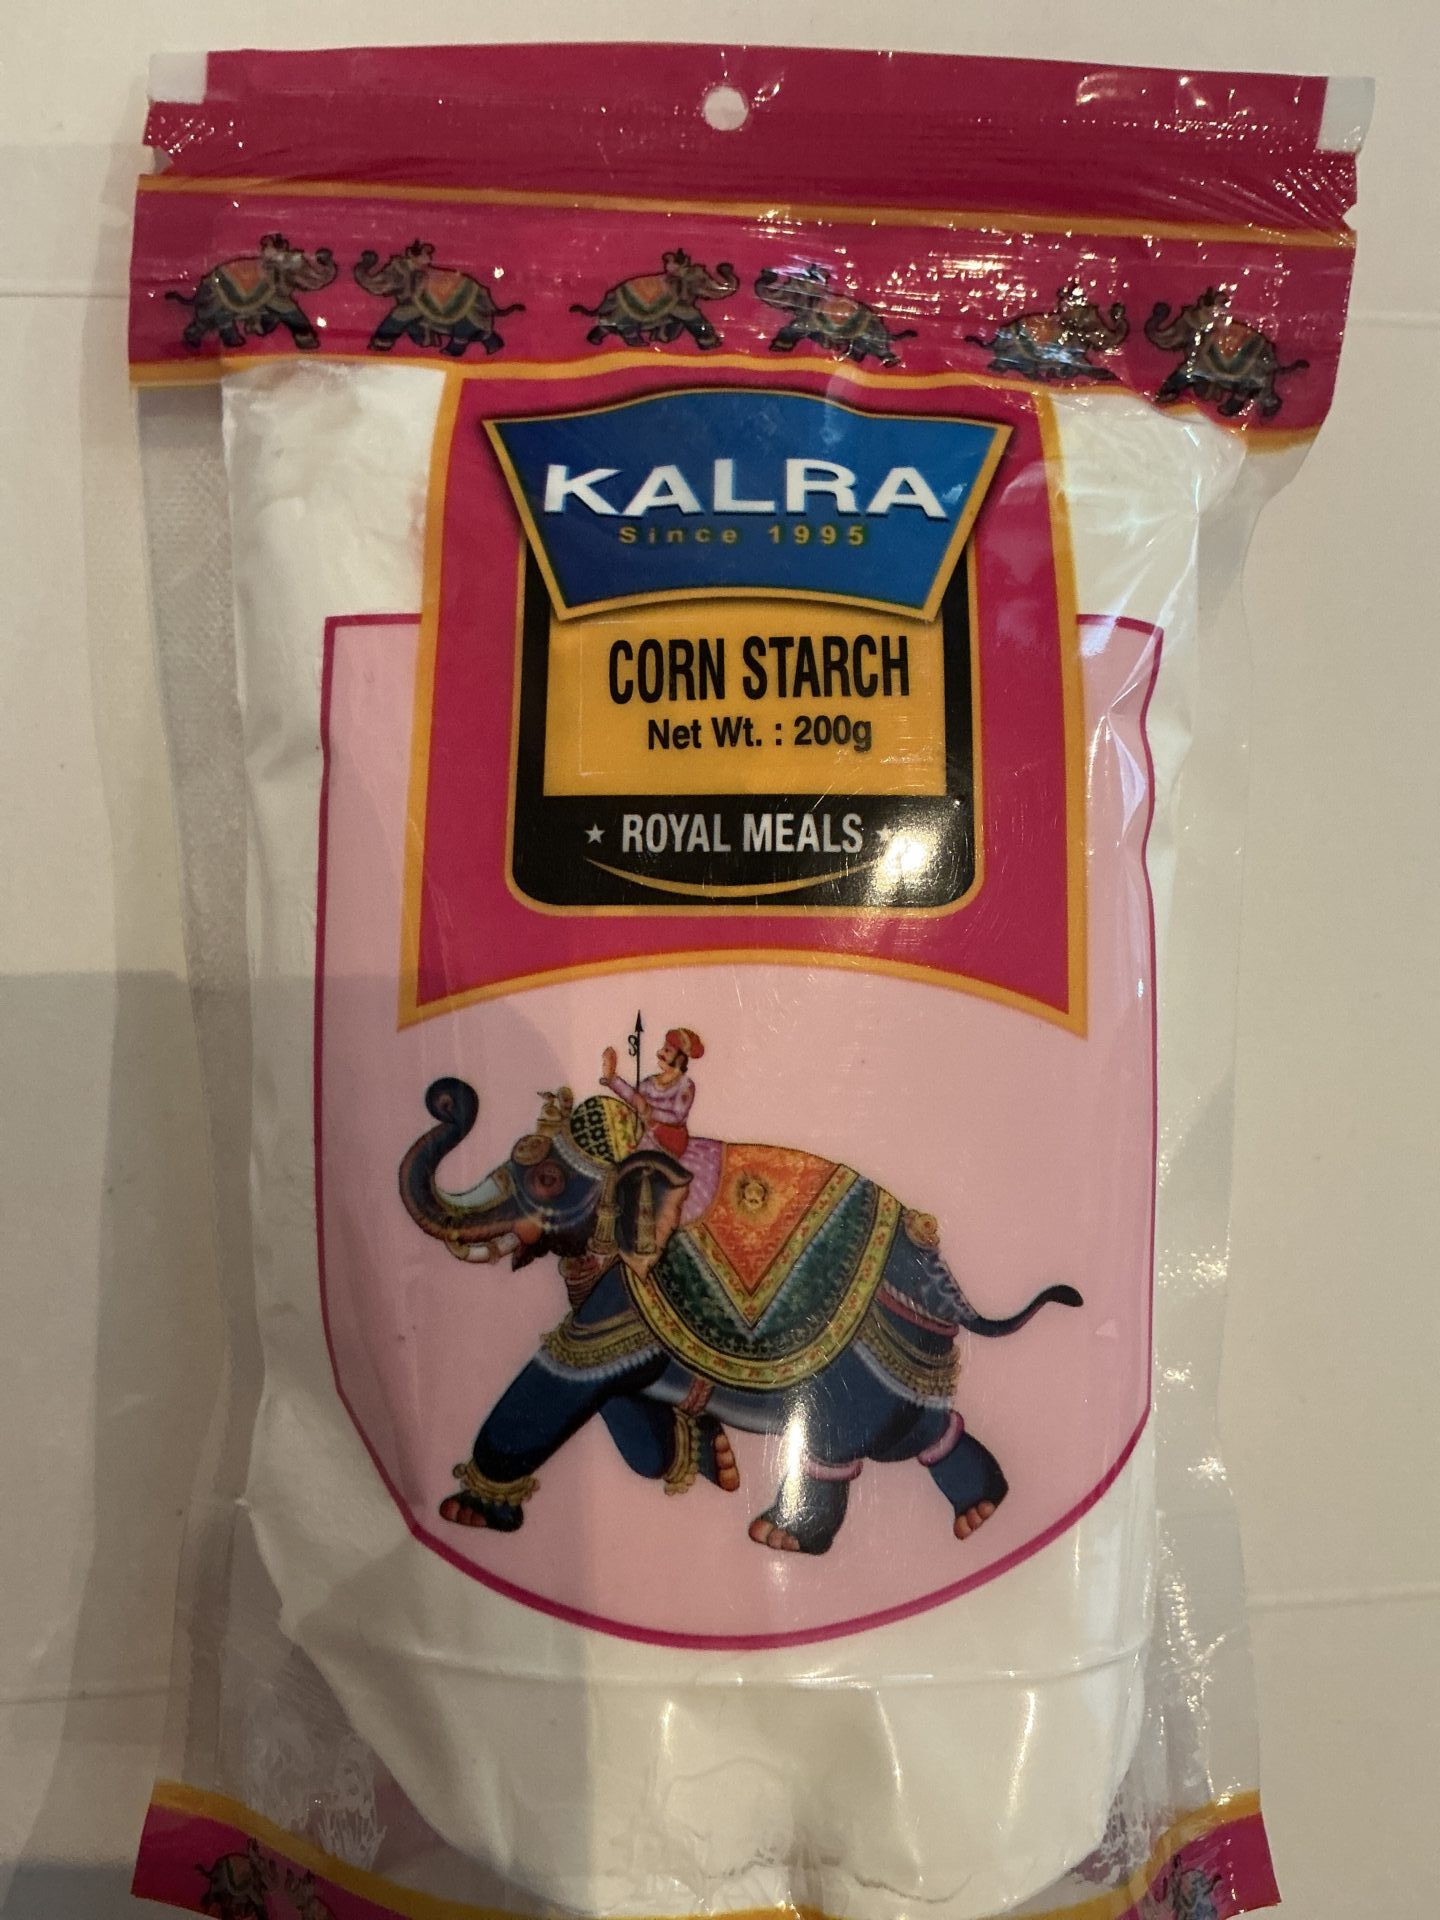 KALRA
Since 1995
CORN STARCH
Net Wt. : 200g
★ ROYAL MEALS ★